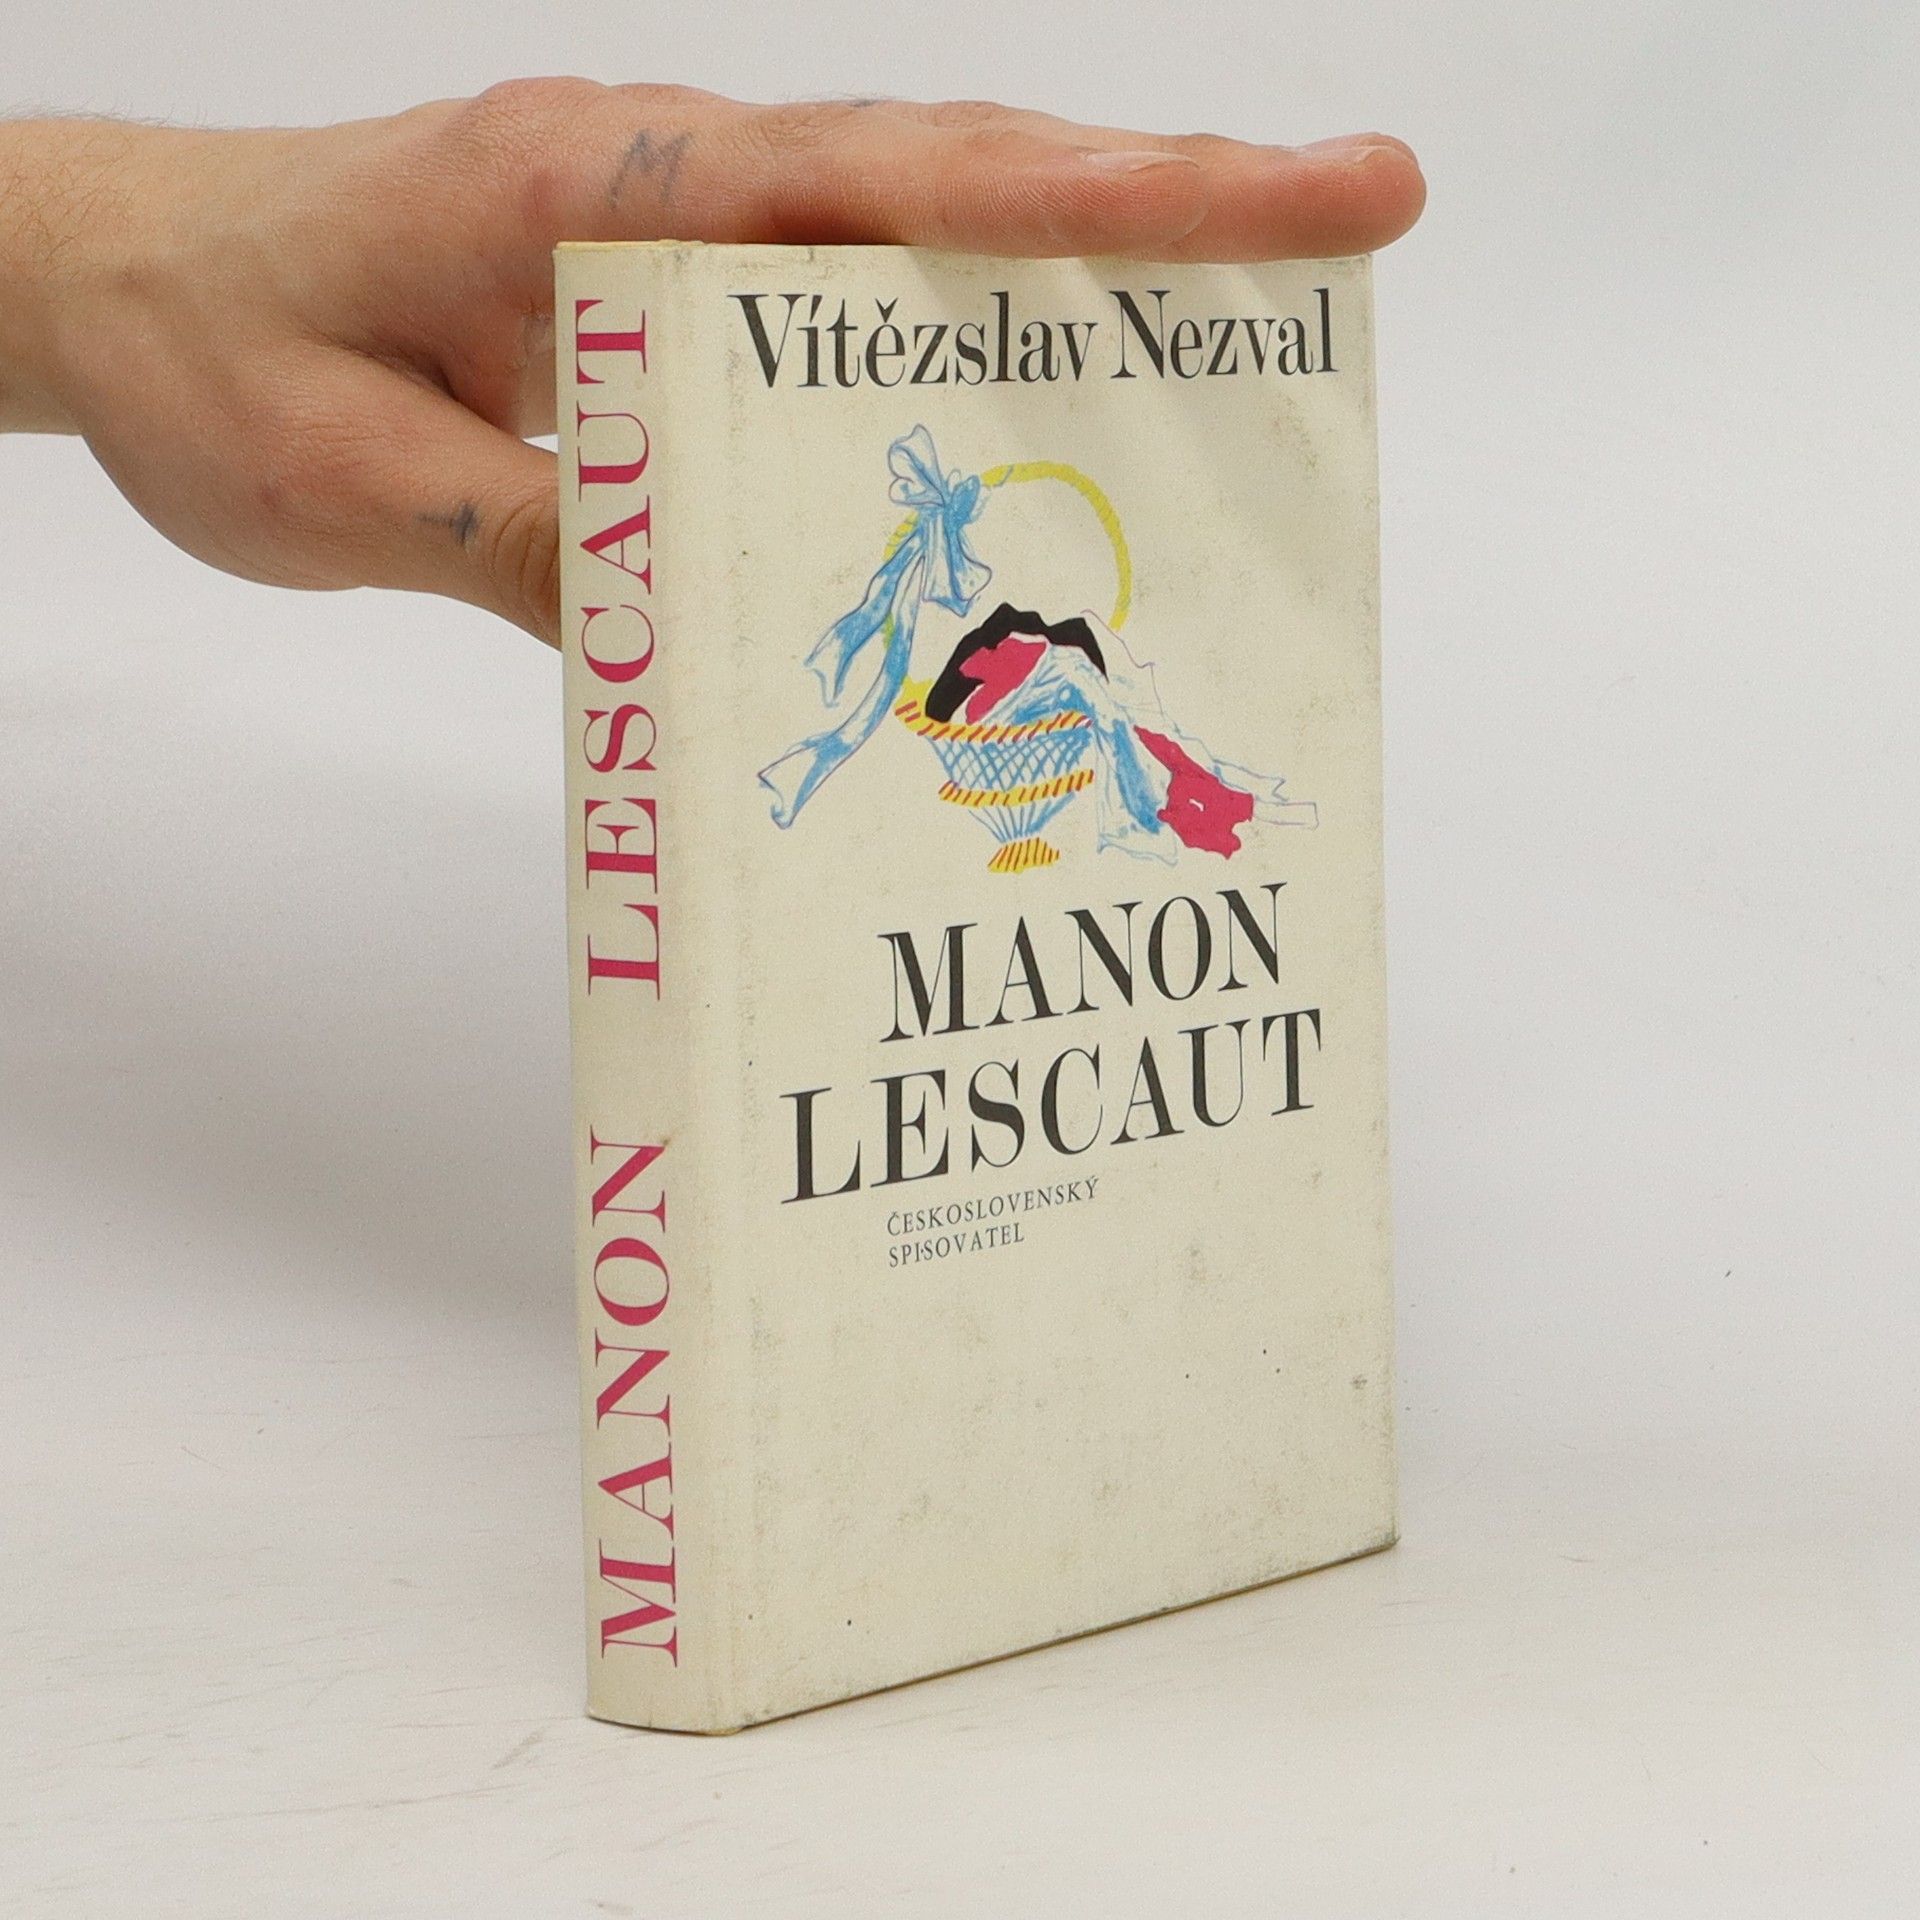 M
MANON LESCAUT
Vítězslav Nezval
MANON
LESCAUT
ČESKOSLOVENSKÝ
SPISOVATEL